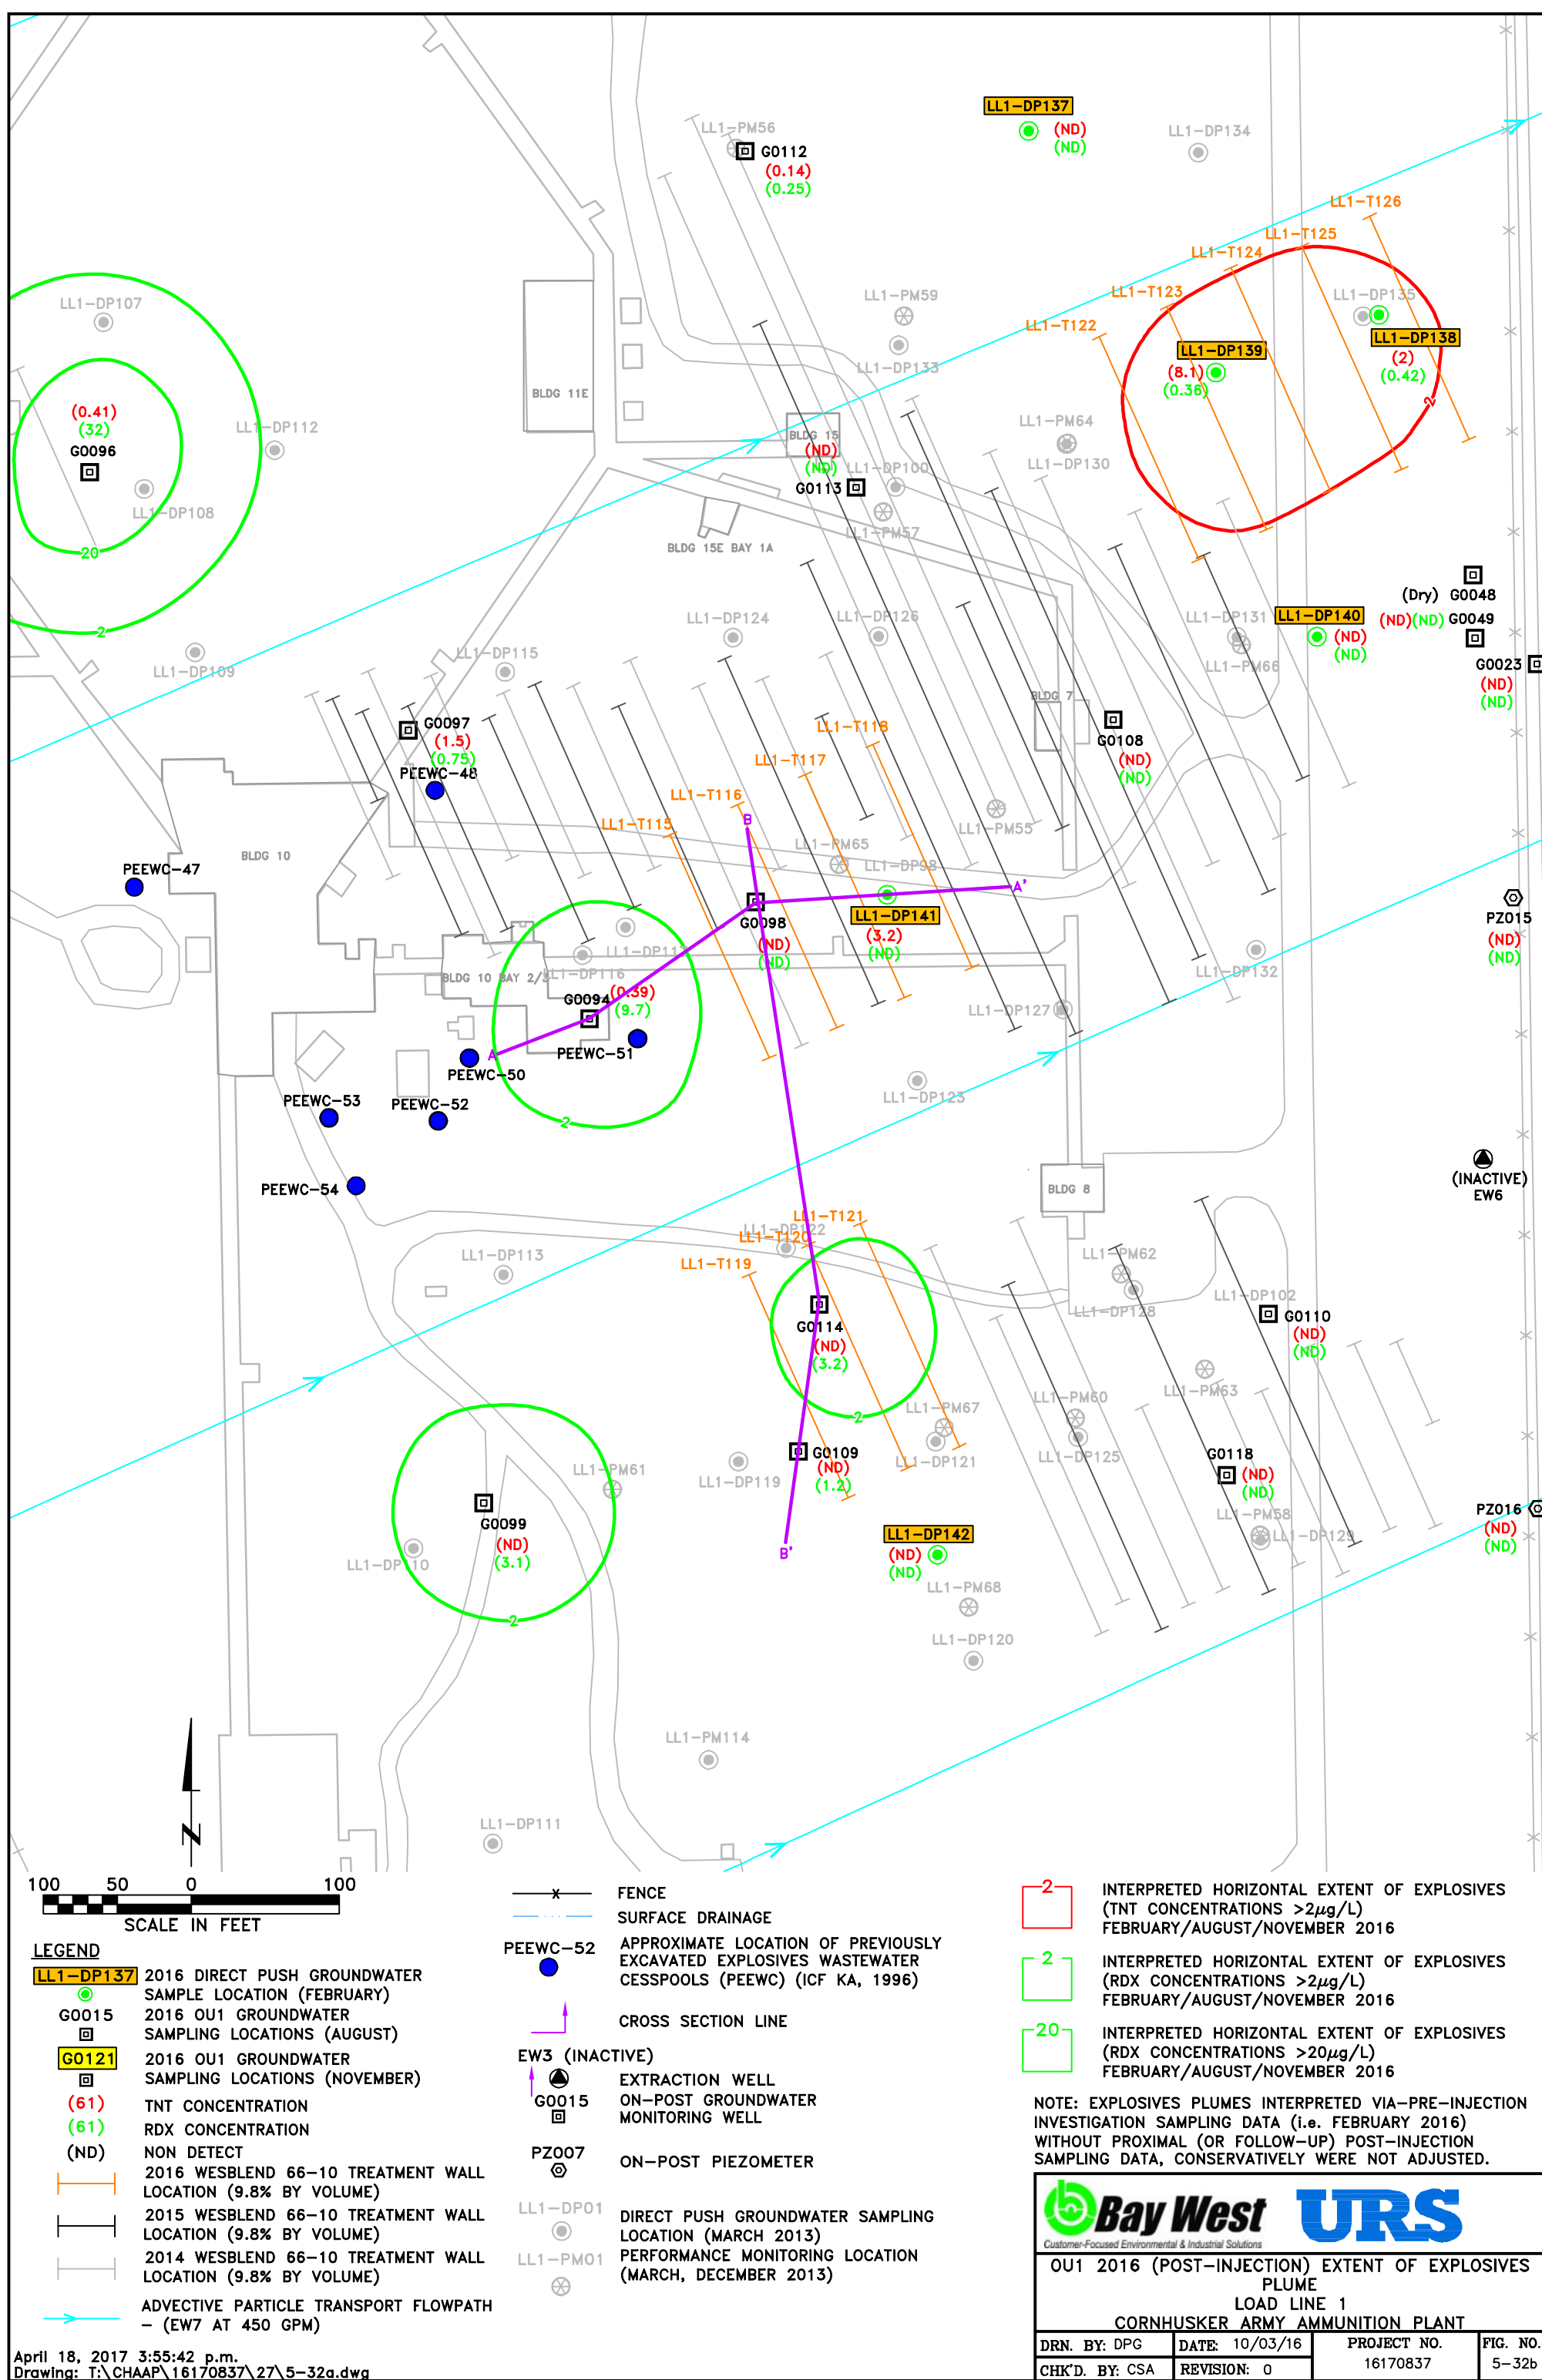 LL1-DP137
(ND)
(ND)
LL1-DP134
LL1-PM56
G0112
(0.14)
(0.25)
LL1-T126
LL1-T125
LL1-T124
LL1-T123
LL1-T122
LL1-DP107
LL1-PM59
LL1-DP133
LL1-DP135
LL1-DP138
(2)
(0.42)
LL1-DP139
(8.1)
(0.36)
2
BLDG 11E
(0.41)
(32)
G0096
LL1-DP112
LL1-DP108
20
2
LL1-DP109
BLDG 15
(ND)
(ND)
G0113
LL1-DP100
LL1-PM57
LL1-PM64
LL1-DP130
BLDG 15E BAY 1A
(Dry) G0048
(ND)(ND) G0049
G0023
(ND)
(ND)
LL1-DP140
(ND)
(ND)
LL1-DP131
LL1-PM66
LL1-DP124
LL1-DP126
LL1-DP115
BLDG 7
G0108
(ND)
(ND)
G0097
(1.5)
(0.75)
PEEWC-48
LL1-T118
LL1-T117
LL1-T116
LL1-T115
LL1-PM55
LL1-PM65
LL1-DP98
BLDG 10
PEEWC-47
B
A'
G0098
(ND)
(ND)
LL1-DP141
(3.2)
(ND)
PZ015
(ND)
(ND)
LL1-DP132
LL1-DP116
BLDG 10 BAY 2/3
G0094
(0.39)
(9.7)
PEEWC-51
A
PEEWC-50
LL1-DP127
LL1-DP123
PEEWC-53
PEEWC-52
2
PEEWC-54
BLDG 8
(INACTIVE)
EW6
LL1-DP122
LL1-T121
LL1-T120
LL1-T119
LL1-DP113
LL1-PM62
LL1-DP128
LL1-DP102
G0110
(ND)
(ND)
G0114
(ND)
(3.2)
2
LL1-PM63
LL1-PM67
LL1-PM60
LL1-DP121
LL1-DP125
G0109
(ND)
(1.2)
LL1-DP119
LL1-PM61
G0118
(ND)
(ND)
G0099
(ND)
(3.1)
LL1-DP110
2
LL1-PM58
LL1-DP129
PZ016
(ND)
(ND)
B'
LL1-DP142
(ND)
(ND)
LL1-PM68
LL1-DP120
LL1-PM114
LL1-DP111
N
100 50 0 100
SCALE IN FEET
LEGEND
LL1-DP137 2016 DIRECT PUSH GROUNDWATER
SAMPLE LOCATION (FEBRUARY)
G0015 2016 OU1 GROUNDWATER
SAMPLING LOCATIONS (AUGUST)
G0121 2016 OU1 GROUNDWATER
SAMPLING LOCATIONS (NOVEMBER)
(61) TNT CONCENTRATION
(61) RDX CONCENTRATION
(ND) NON DETECT
2016 WESBLEND 66-10 TREATMENT WALL
LOCATION (9.8% BY VOLUME)
2015 WESBLEND 66-10 TREATMENT WALL
LOCATION (9.8% BY VOLUME)
2014 WESBLEND 66-10 TREATMENT WALL
LOCATION (9.8% BY VOLUME)
ADVECTIVE PARTICLE TRANSPORT FLOWPATH
- (EW7 AT 450 GPM)
April 18, 2017 3:55:42 p.m.
Drawing: T:\CHAAP\16170837\27\5-32a.dwg
FENCE
SURFACE DRAINAGE
PEEWC-52 APPROXIMATE LOCATION OF PREVIOUSLY
EXCAVATED EXPLOSIVES WASTEWATER
CESSPOOLS (PEEWC) (ICF KA, 1996)
CROSS SECTION LINE
EW3 (INACTIVE)
EXTRACTION WELL
G0015 ON-POST GROUNDWATER
MONITORING WELL
PZ007
ON-POST PIEZOMETER
LL1-DP01 DIRECT PUSH GROUNDWATER SAMPLING
LOCATION (MARCH 2013)
LL1-PM01 PERFORMANCE MONITORING LOCATION
(MARCH, DECEMBER 2013)
2 INTERPRETED HORIZONTAL EXTENT OF EXPLOSIVES
(TNT CONCENTRATIONS >2µg/L)
FEBRUARY/AUGUST/NOVEMBER 2016
2 INTERPRETED HORIZONTAL EXTENT OF EXPLOSIVES
(RDX CONCENTRATIONS >2µg/L)
FEBRUARY/AUGUST/NOVEMBER 2016
20 INTERPRETED HORIZONTAL EXTENT OF EXPLOSIVES
(RDX CONCENTRATIONS >20µg/L)
FEBRUARY/AUGUST/NOVEMBER 2016
NOTE: EXPLOSIVES PLUMES INTERPRETED VIA-PRE-INJECTION
INVESTIGATION SAMPLING DATA (i.e. FEBRUARY 2016)
WITHOUT PROXIMAL (OR FOLLOW-UP) POST-INJECTION
SAMPLING DATA, CONSERVATIVELY WERE NOT ADJUSTED.
Bay West URS
Customer-Focused Environmental & Industrial Solutions
OU1 2016 (POST-INJECTION) EXTENT OF EXPLOSIVES
PLUME
LOAD LINE 1
CORNHUSKER ARMY AMMUNITION PLANT
DRN. BY: DPG DATE: 10/03/16 PROJECT NO. FIG. NO.
CHK'D. BY: CSA REVISION: 0 16170837 5-32b